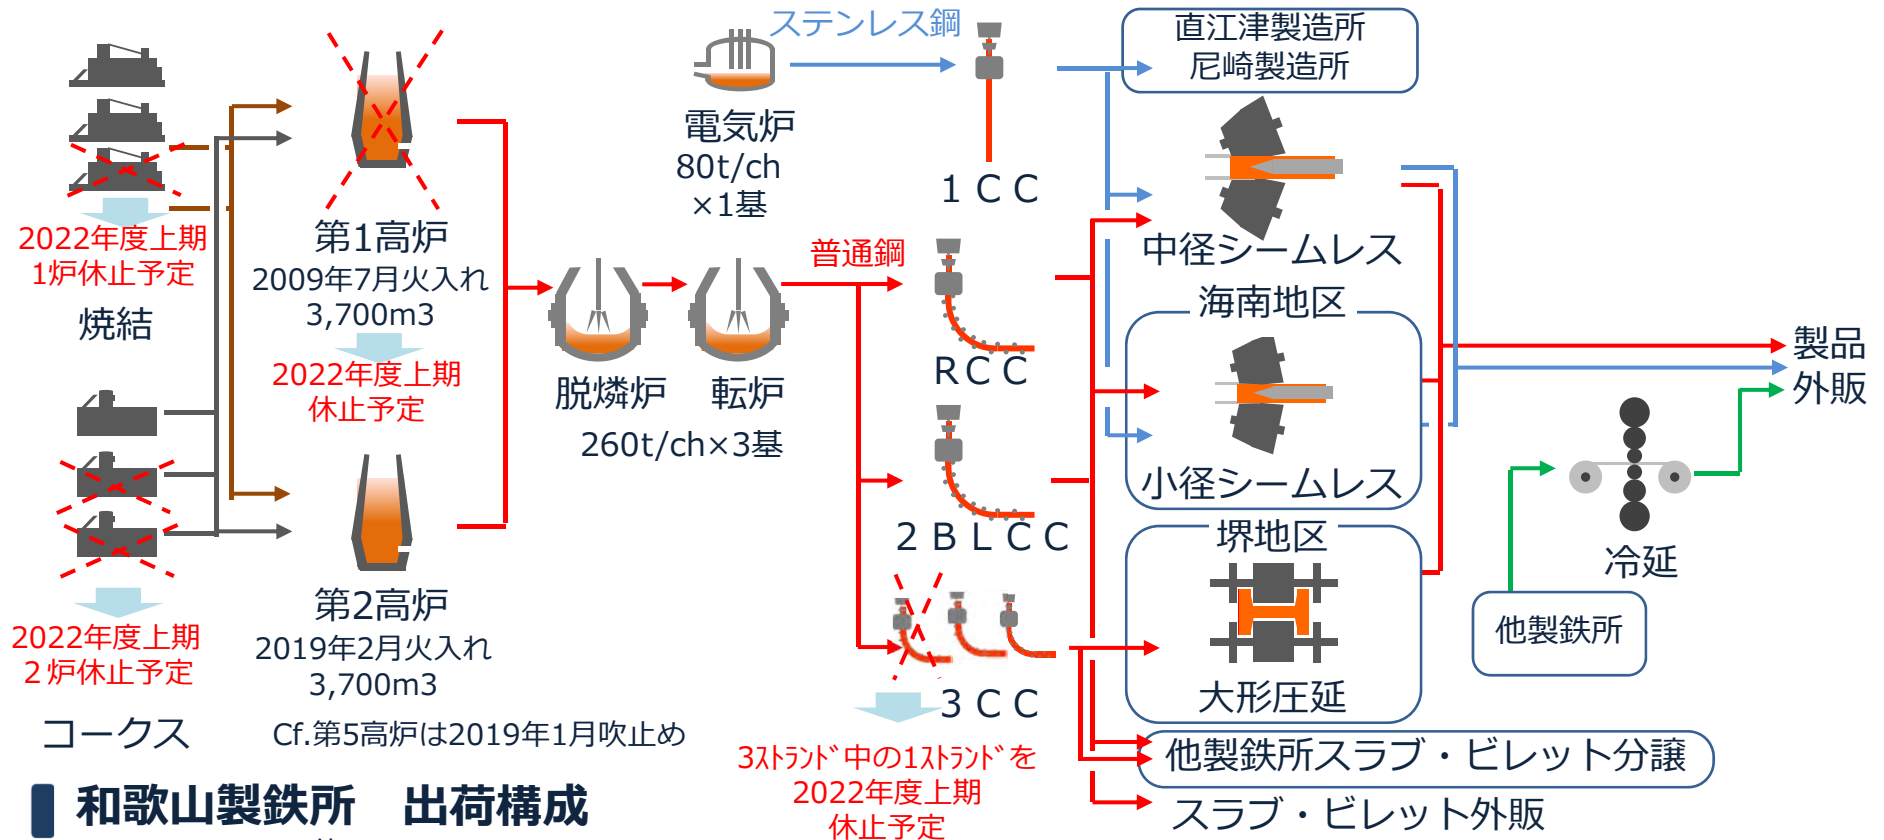 ステンレス鋼
直江津製造所
尼崎製造所
電気炉
80t/ch
×1基
1ＣＣ
2022年度上期
1炉休止予定
焼結
第1高炉
2009年7月火入れ
3,700m3
2022年度上期
休止予定
普通鋼
中径シームレス
海南地区
脱燐炉
転炉
260t/ch×3基
ＲＣＣ
小径シームレス
製品
外販
2ＢＬＣＣ
堺地区
冷延
他製鉄所
2022年度上期
２炉休止予定
コークス
第2高炉
2019年2月火入れ
3,700m3
Cf.第5高炉は2019年1月吹止め
3ＣＣ
大形圧延
3ｽﾄﾗﾝﾄﾞ中の1ｽﾄﾗﾝﾄﾞを
2022年度上期
休止予定
他製鉄所スラブ・ビレット分譲
スラブ・ビレット外販
和歌山製鉄所　出荷構成